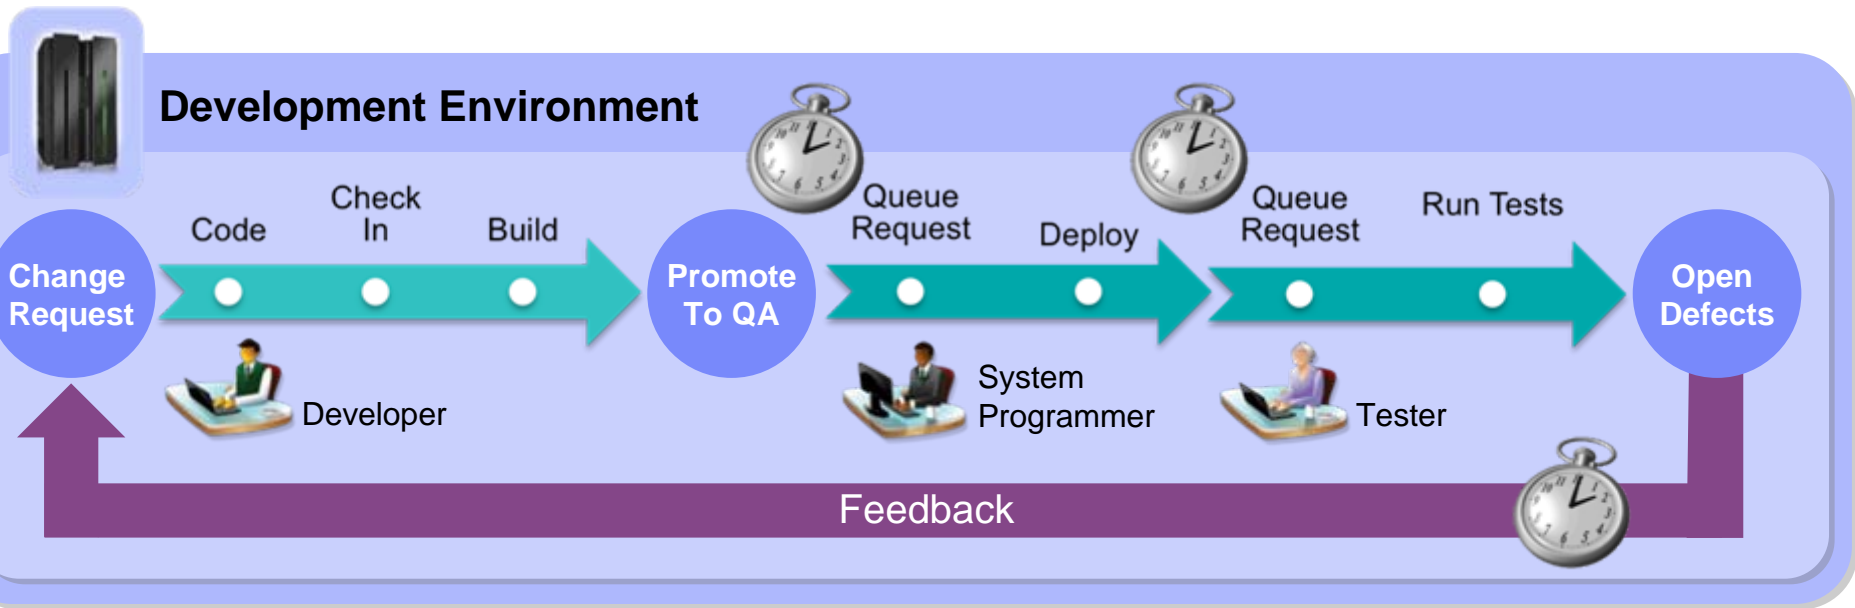 Development Environment
Code
Check
In
Build
Queue
Request
Deploy
Queue
Request
Run Tests
Change
Request
Promote
To QA
Open
Defects
Developer
System
Programmer
Tester
Feedback